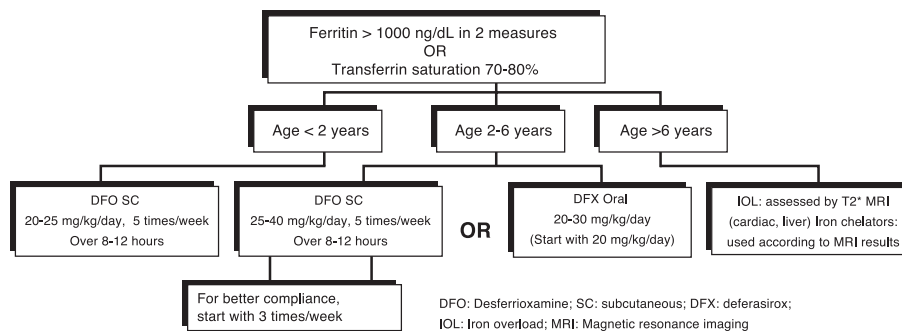 Ferritin > 1000 ng/dL in 2 measures
OR
Transferrin saturation 70-80%
Age < 2 years
Age 2-6 years
Age >6 years
DFO SC
20-25 mg/kg/day, 5 times/week
Over 8-12 hours
DFO SC
25-40 mg/kg/day, 5 times/week
Over 8-12 hours
OR
DFX Oral
20-30 mg/kg/day
(Start with 20 mg/kg/day)
IOL: assessed by T2* MRI
(cardiac, liver) Iron chelators:
used according to MRI results
For better compliance,
start with 3 times/week
DFO: Desferrioxamine; SC: subcutaneous; DFX: deferasirox;
IOL: Iron overload; MRI: Magnetic resonance imaging